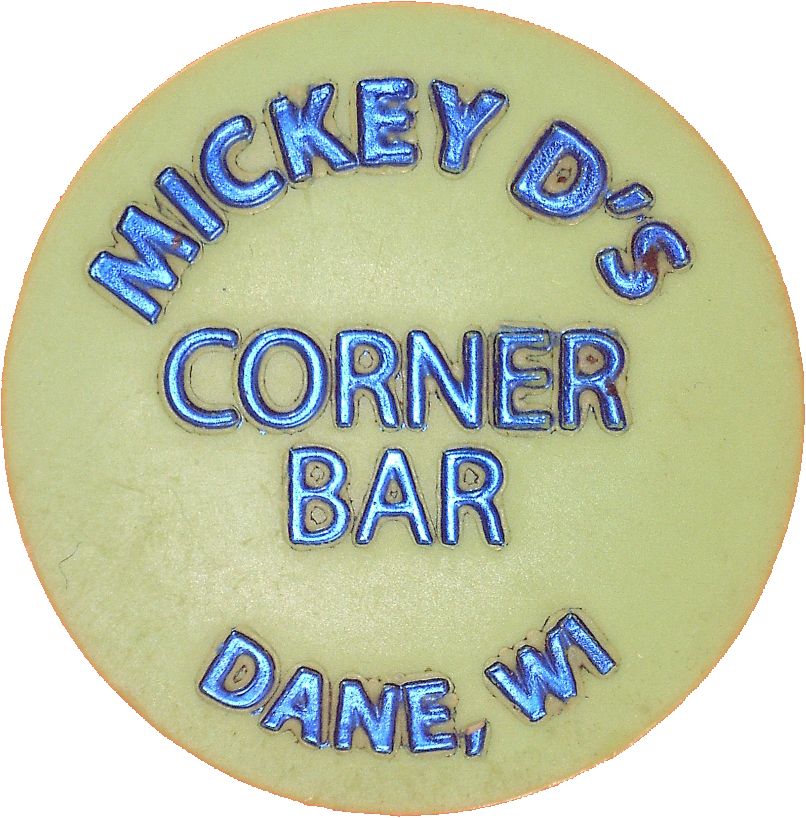 MICKEY D's
CORNER
BAR
DANE, WI